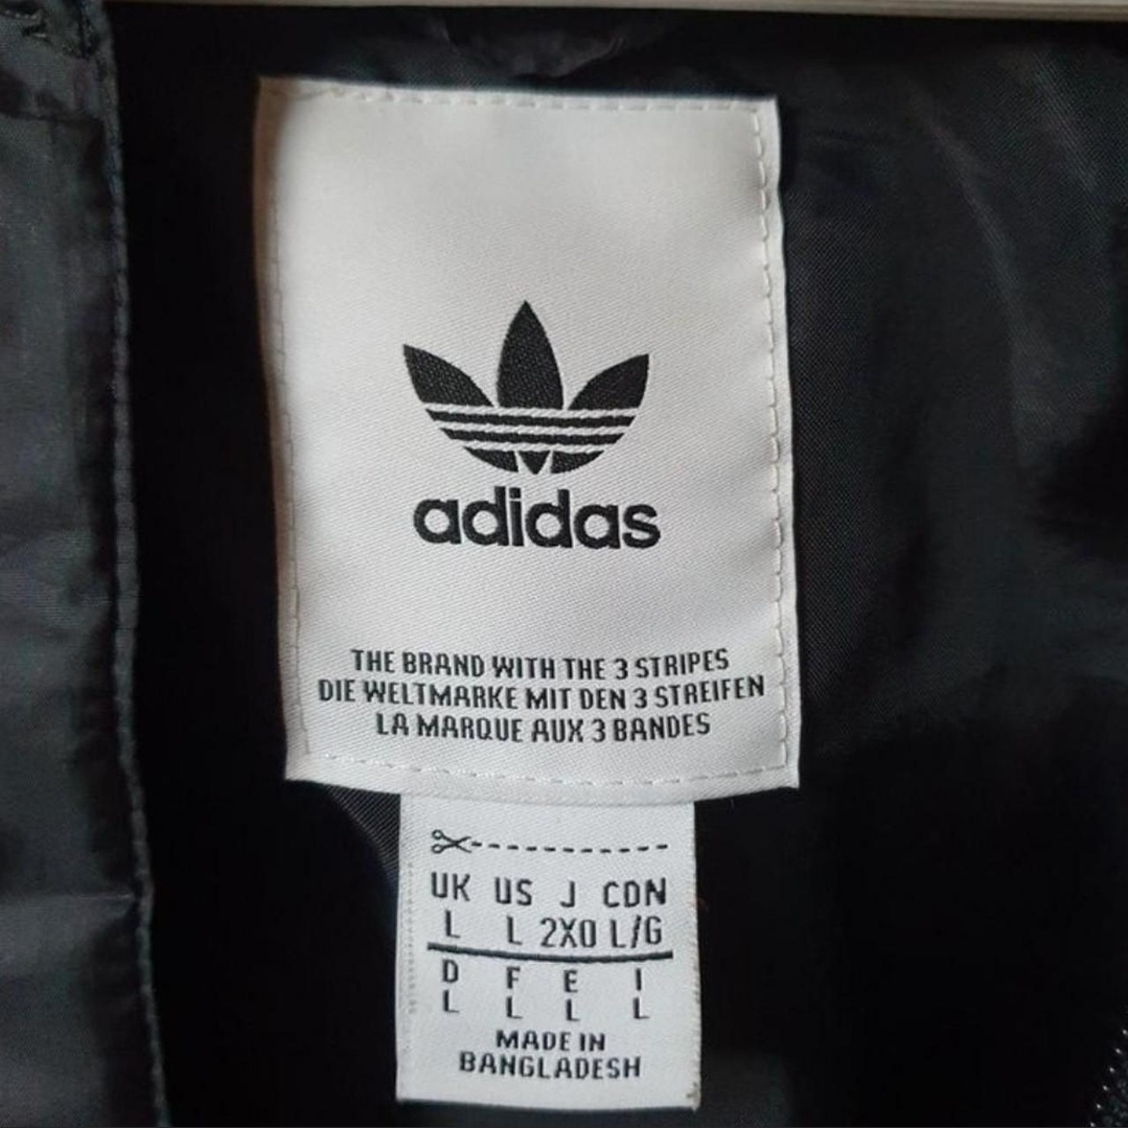 adidas
THE BRAND WITH THE 3 STRIPES
DIE WELTMARKE MIT DEN 3 STREIFEN
LA MARQUE AUX 3 BANDES
UK US J CDN
L L 2XO L/G
D F E I
L L L L
MADE IN
BANGLADESH